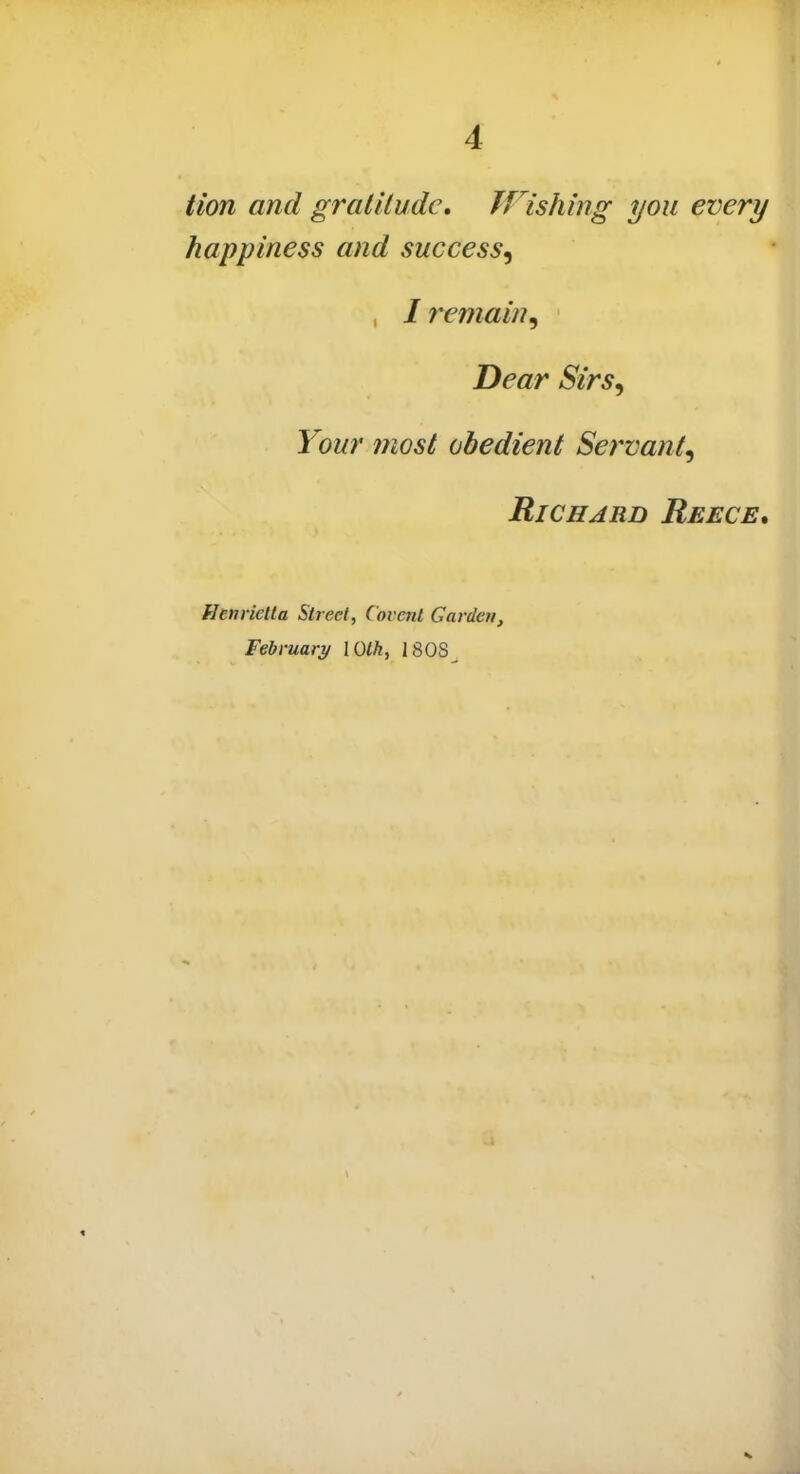 4
tion and gratitude. Wishing you every
happiness and success,
I remain,
Dear Sirs,
Your most obedient Servant,
RICHARD REECE.
Henrietta Street, Covent Garden,
February 10th, 1808